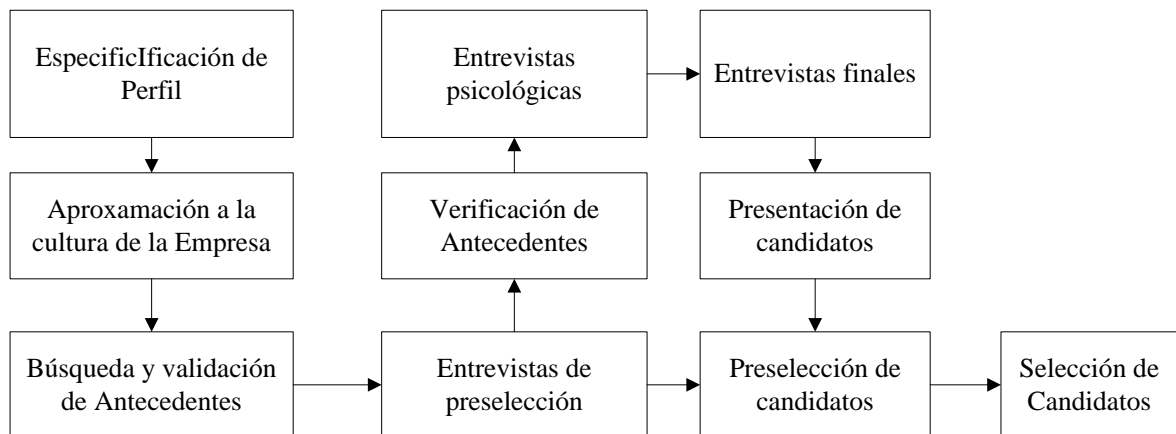 EspecificIficación de
Perfil
Aproxamación a la
cultura de la Empresa
Búsqueda y validación
de Antecedentes
Entrevistas
psicológicas
Verificación de
Antecedentes
Entrevistas de
preselección
Entrevistas finales
Presentación de
candidatos
Preselección de
candidatos
Selección de
Candidatos